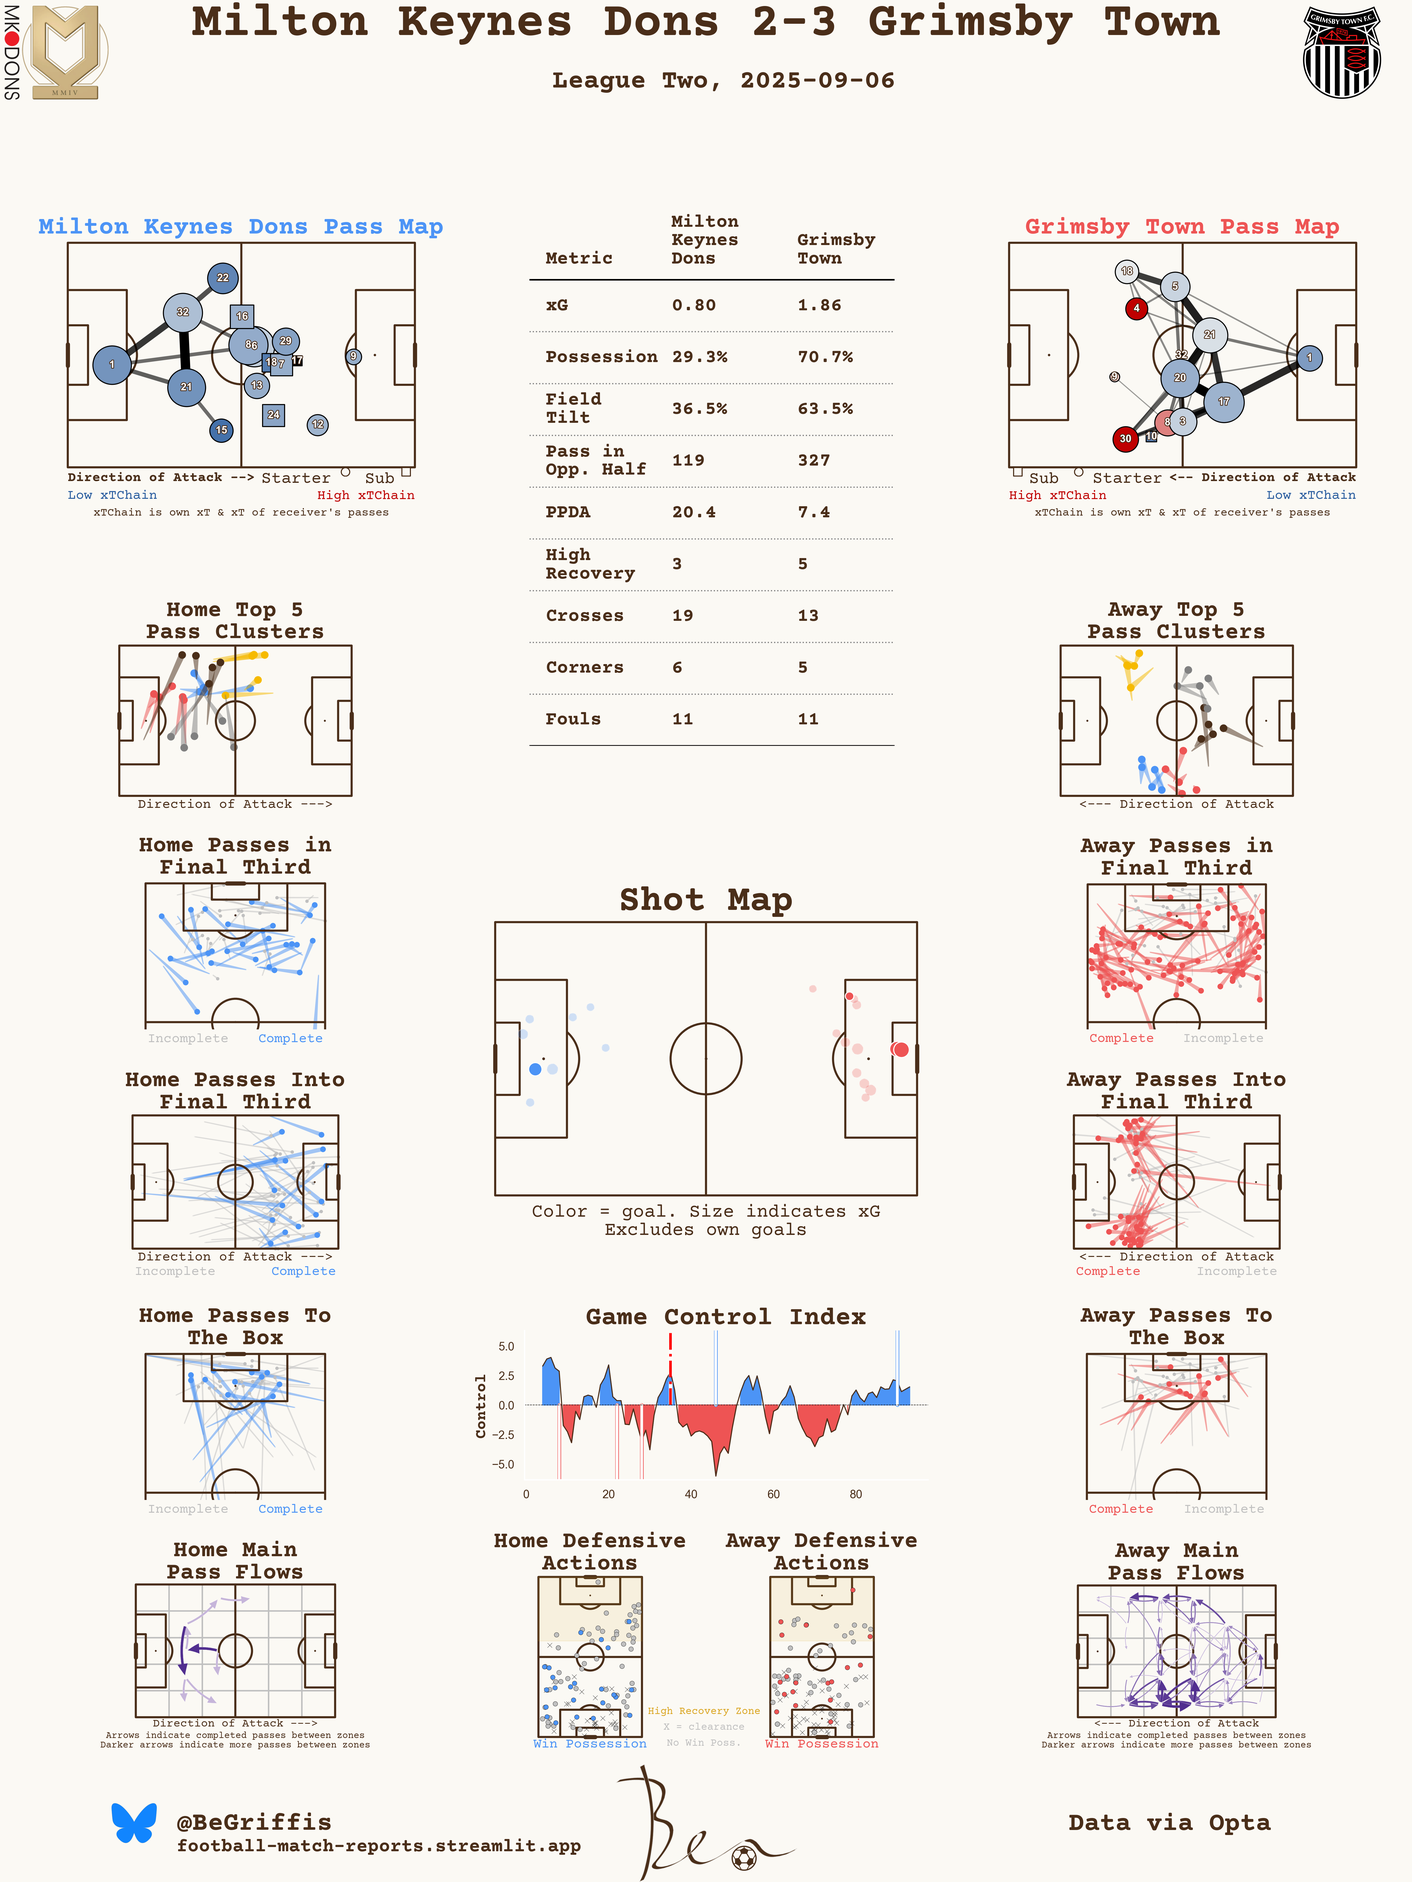 Milton Keynes Dons 2-3 Grimsby Town
League Two, 2025-09-06
MK DONS
MMIV
GRIMSBY TOWN F.C.
Milton Keynes Dons Pass Map
22
32
16
1
86
29
18
7
17
9
21
13
24
15
12
Direction of Attack --> Starter Sub
Low xTChain High xTChain
xTChain is own xT & xT of receiver's passes
Metric Milton Keynes Dons Grimsby Town
xG 0.80 1.86
Possession 29.3% 70.7%
Field Tilt 36.5% 63.5%
Pass in Opp. Half 119 327
PPDA 20.4 7.4
High Recovery 3 5
Crosses 19 13
Corners 6 5
Fouls 11 11
Grimsby Town Pass Map
18
5
4
21
32
1
9
20
17
8
3
30
10
Sub Starter <-- Direction of Attack
High xTChain Low xTChain
xTChain is own xT & xT of receiver's passes
Home Top 5
Pass Clusters
Direction of Attack --->
Away Top 5
Pass Clusters
<--- Direction of Attack
Home Passes in
Final Third
Incomplete Complete
Away Passes in
Final Third
Complete Incomplete
Shot Map
Color = goal. Size indicates xG
Excludes own goals
Home Passes Into
Final Third
Direction of Attack --->
Incomplete Complete
Away Passes Into
Final Third
<--- Direction of Attack
Complete Incomplete
Home Passes To
The Box
Incomplete Complete
Game Control Index
Control
5.0
2.5
0.0
−2.5
−5.0
0 20 40 60 80
Away Passes To
The Box
Complete Incomplete
Home Main
Pass Flows
Direction of Attack --->
Arrows indicate completed passes between zones
Darker arrows indicate more passes between zones
Home Defensive
Actions
Win Possession
Away Defensive
Actions
Win Possession
High Recovery Zone
X = clearance
No Win Poss.
Away Main
Pass Flows
<--- Direction of Attack
Arrows indicate completed passes between zones
Darker arrows indicate more passes between zones
@BeGriffis
football-match-reports.streamlit.app
Ben
Data via Opta